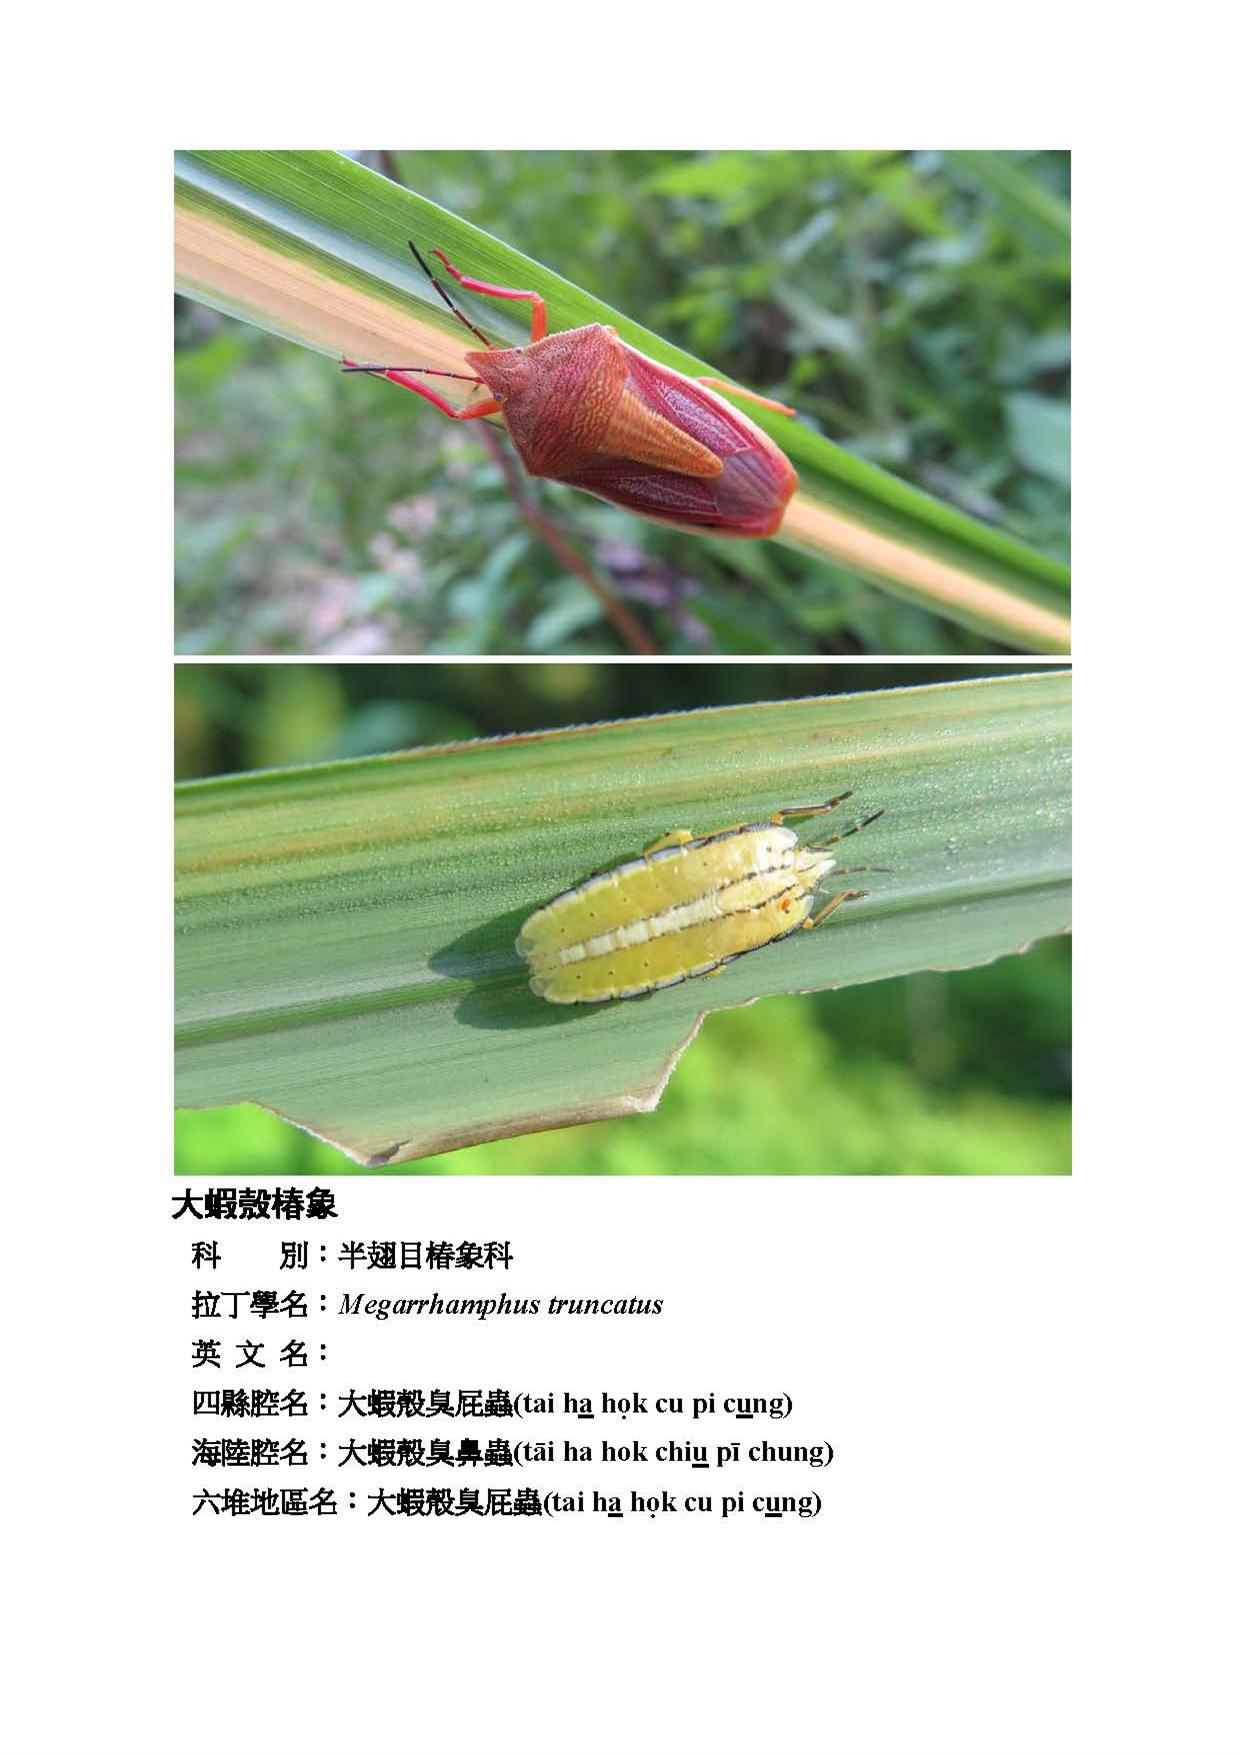 大蝦殼椿象
科　　別：半翅目椿象科
拉丁學名：Megarrhamphus truncatus
英 文 名：
四縣腔名：大蝦殼臭屁蟲(tai ha̲ họk cu pi cu̲ng)
海陸腔名：大蝦殼臭鼻蟲(tāi ha hok chiu̲ pī chung)
六堆地區名：大蝦殼臭屁蟲(tai ha̲ họk cu pi cu̲ng)